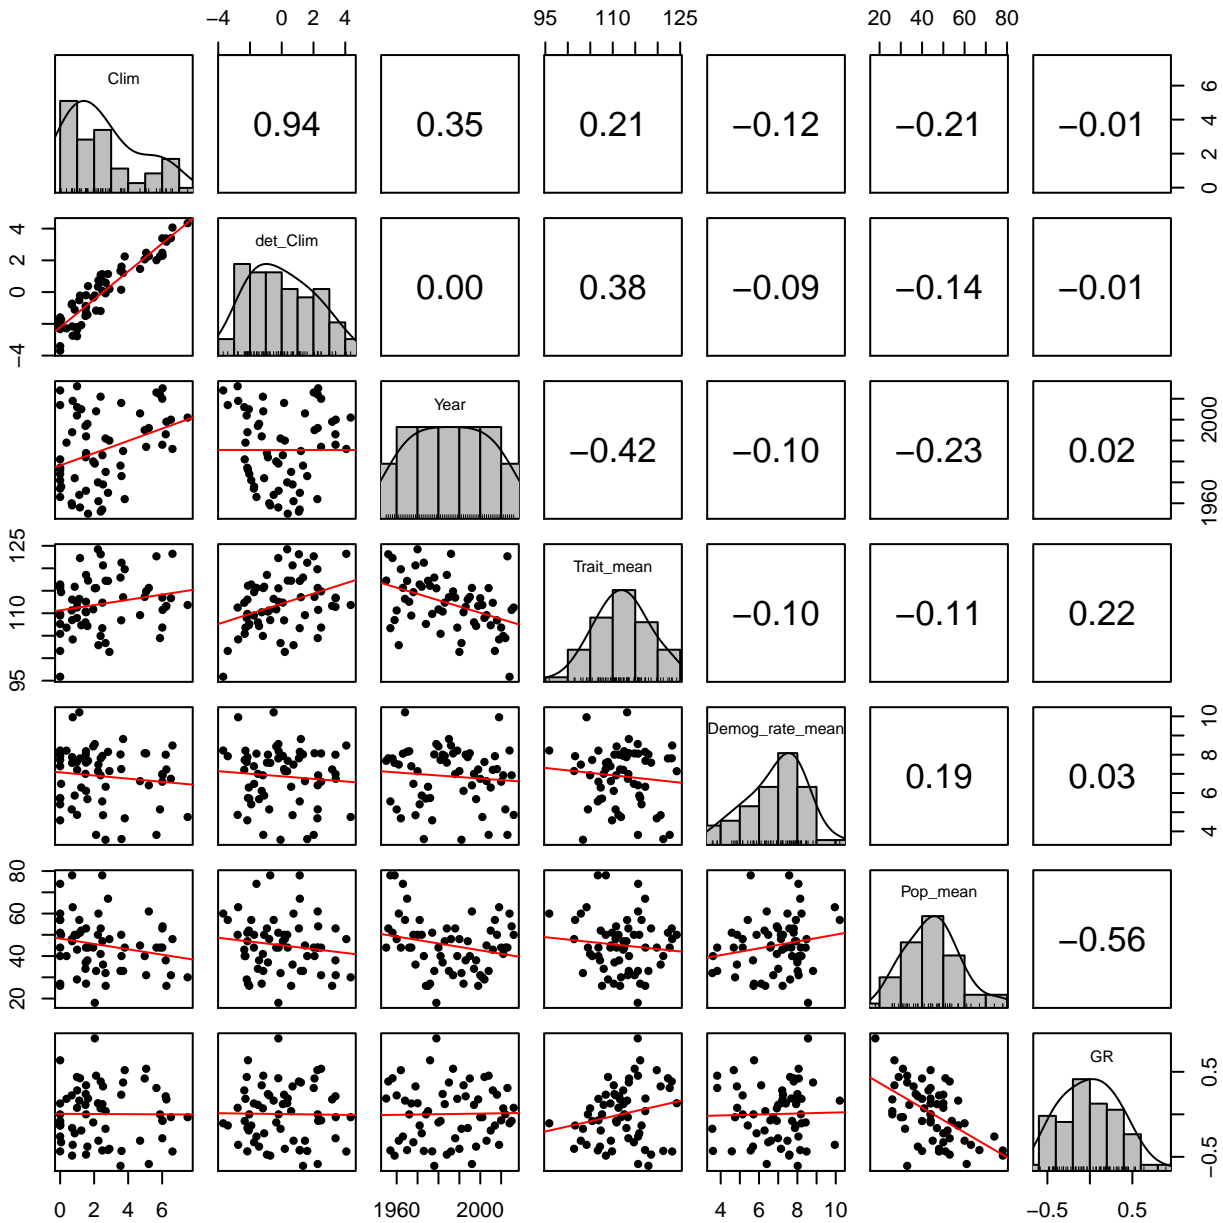 −4 0 2 4 95 110 125 20 40 60 80
Clim 0.94 0.35 0.21 −0.12 −0.21 −0.01
0 2 4 6
−4 0 2 4
det_Clim 0.00 0.38 −0.09 −0.14 −0.01
Year −0.42 −0.10 −0.23 0.02
1960 2000
95 110 125
Trait_mean −0.10 −0.11 0.22
Demog_rate_mean 0.19 0.03
4 6 8 10
20 40 60 80
Pop_mean −0.56
GR
−0.5 0.5
0 2 4 6 1960 2000 4 6 8 10 −0.5 0.5